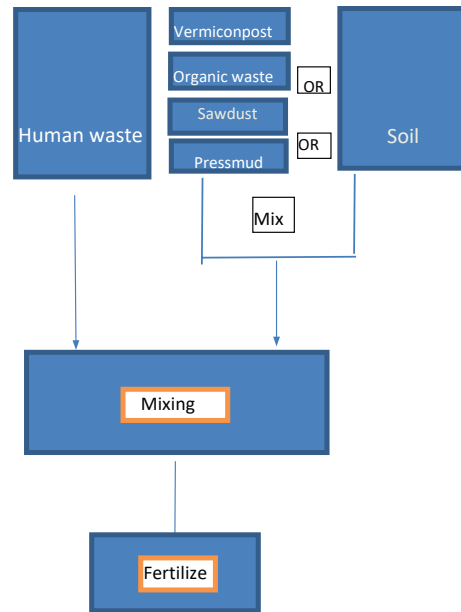 Vermiconpost
Organic waste
OR
Sawdust
Human waste
Soil
OR
Pressmud
Mix
Mixing
Fertilize